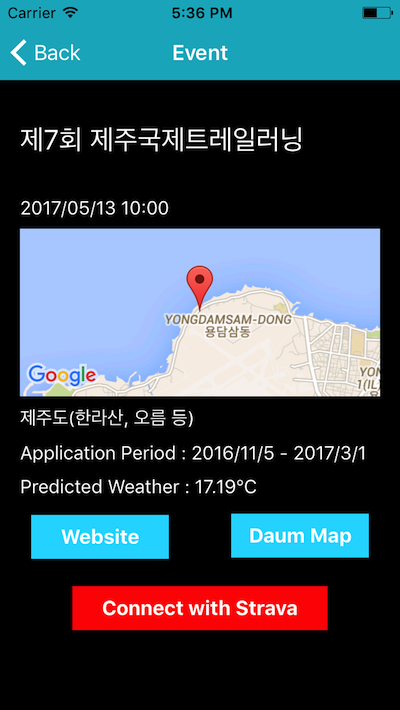 Carrier 5:36 PM
Back Event
제7회 제주국제트레일러닝
2017/05/13 10:00
YONGDAMSAM-DONG
용담삼동
YON
1(IL)
Google
제주도(한라산, 오름 등)
Application Period : 2016/11/5 - 2017/3/1
Predicted Weather : 17.19°C
Website Daum Map
Connect with Strava